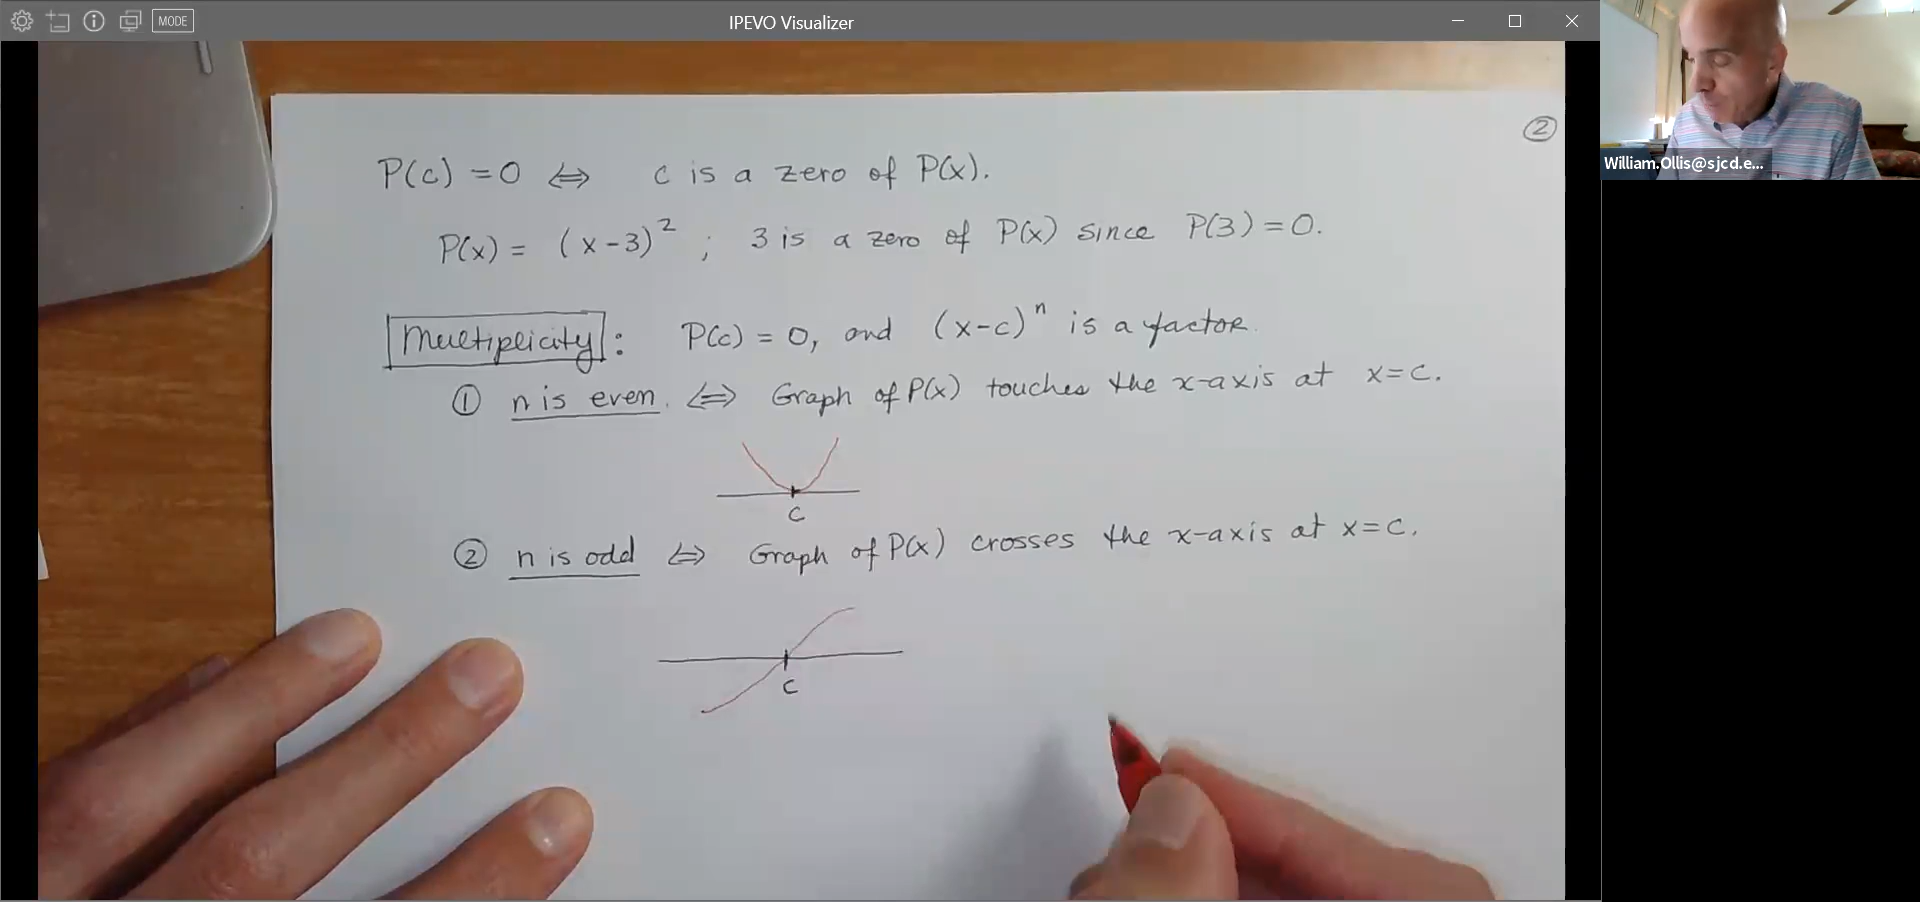 MODE
IPEVO Visualizer
William.Ollis@sjcd.e...
2
P(c) = 0 ⇔ c is a zero of P(x).
P(x) = (x-3)² ; 3 is a zero of P(x) since P(3) = 0.
Multiplicity : P(c) = 0, and (x-c)ⁿ is a factor.
① n is even. ⇔ Graph of P(x) touches the x-axis at x=c.
c
② n is odd ⇔ Graph of P(x) crosses the x-axis at x=c.
c